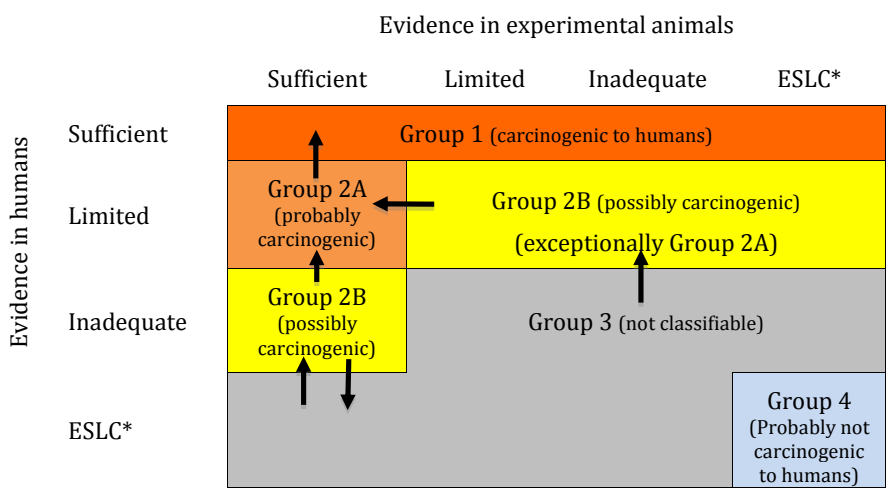 Evidence in experimental animals
Sufficient Limited Inadequate ESLC*
Evidence in humans
Sufficient
Group 1 (carcinogenic to humans)
Limited
Group 2A
(probably
carcinogenic)
Group 2B (possibly carcinogenic)
(exceptionally Group 2A)
Inadequate
Group 2B
(possibly
carcinogenic)
Group 3 (not classifiable)
ESLC*
Group 4
(Probably not
carcinogenic
to humans)